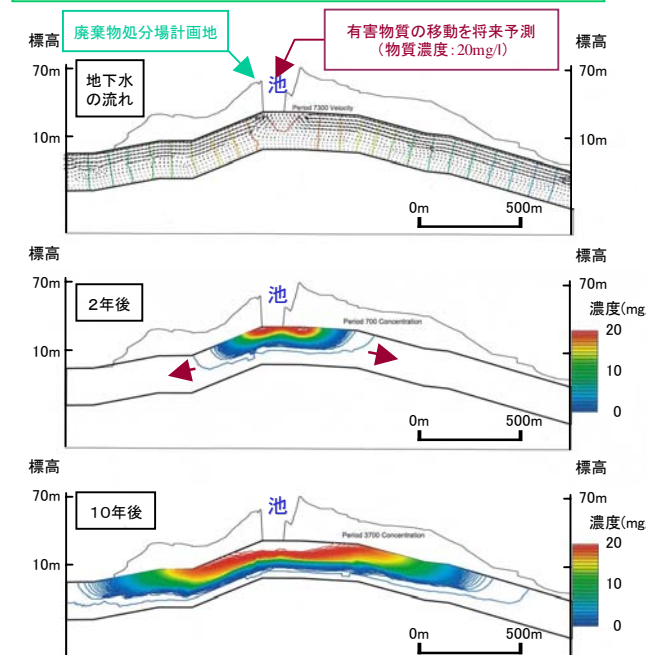 廃棄物処分場計画地
有害物質の移動を将来予測
(物質濃度:20mg/l)
標高
標高
70m
70m
地下水
の流れ
池
Period 7300 Velocity
10m
10m
0m
500m
標高
標高
70m
70m
2年後
池
濃度(mg
Period 700 Concentration
10m
20
10
0
0m
500m
標高
標高
70m
70m
10年後
池
濃度(mg
Period 3700 Concentration
10m
20
10
0
0m
500m